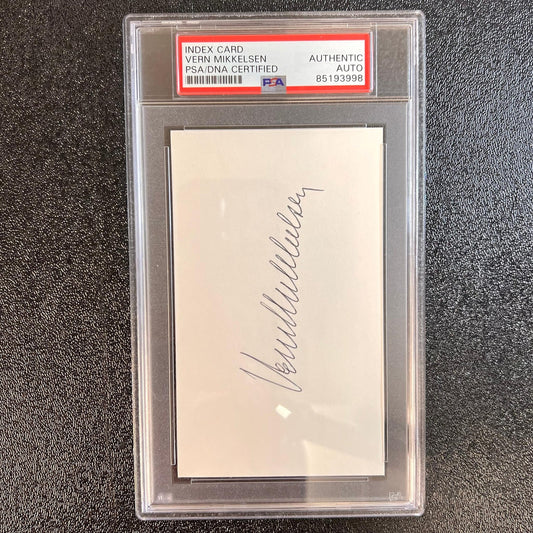 INDEX CARD
VERN MIKKELSEN
PSA/DNA CERTIFIED
AUTHENTIC
AUTO
85193998
PSA
Vern Mikkelsen